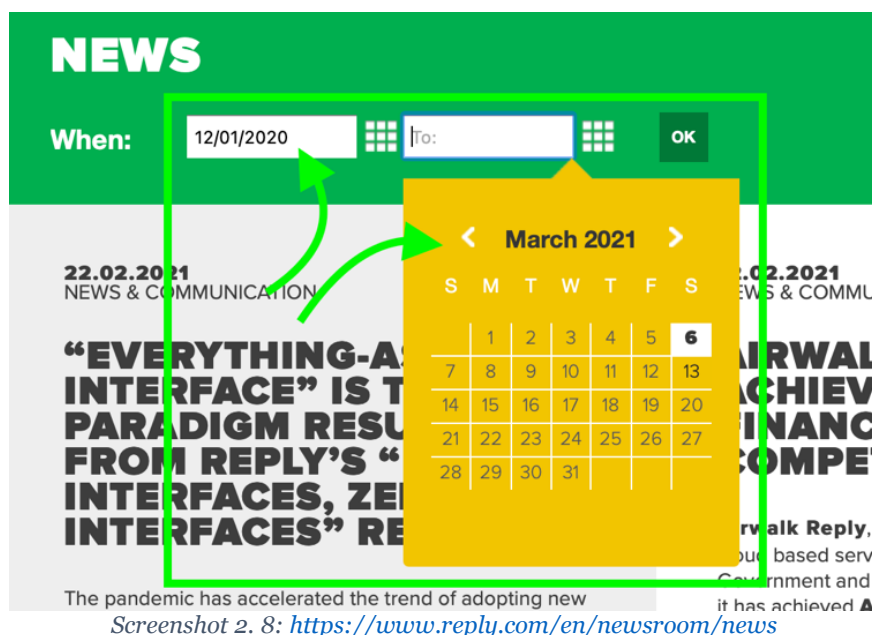 NEWS
When:
12/01/2020
To:
OK
March 2021
S M T W T F S
1 2 3 4 5 6
7 8 9 10 11 12 13
14 15 16 17 18 19 20
21 22 23 24 25 26 27
28 29 30 31
22.02.2021
NEWS & COMMUNICATION
“EVERYTHING-A
INTERFACE” IS T
PARADIGM RESU
FROM REPLY’S “
INTERFACES, ZE
INTERFACES” RE
The pandemic has accelerated the trend of adopting new
.02.2021
EWS & COMMU
AIRWAL
ACHIEV
FINANC
COMPE
rwalk Reply,
oud based serv
Government and
it has achieved A
Screenshot 2. 8: https://www.reply.com/en/newsroom/news